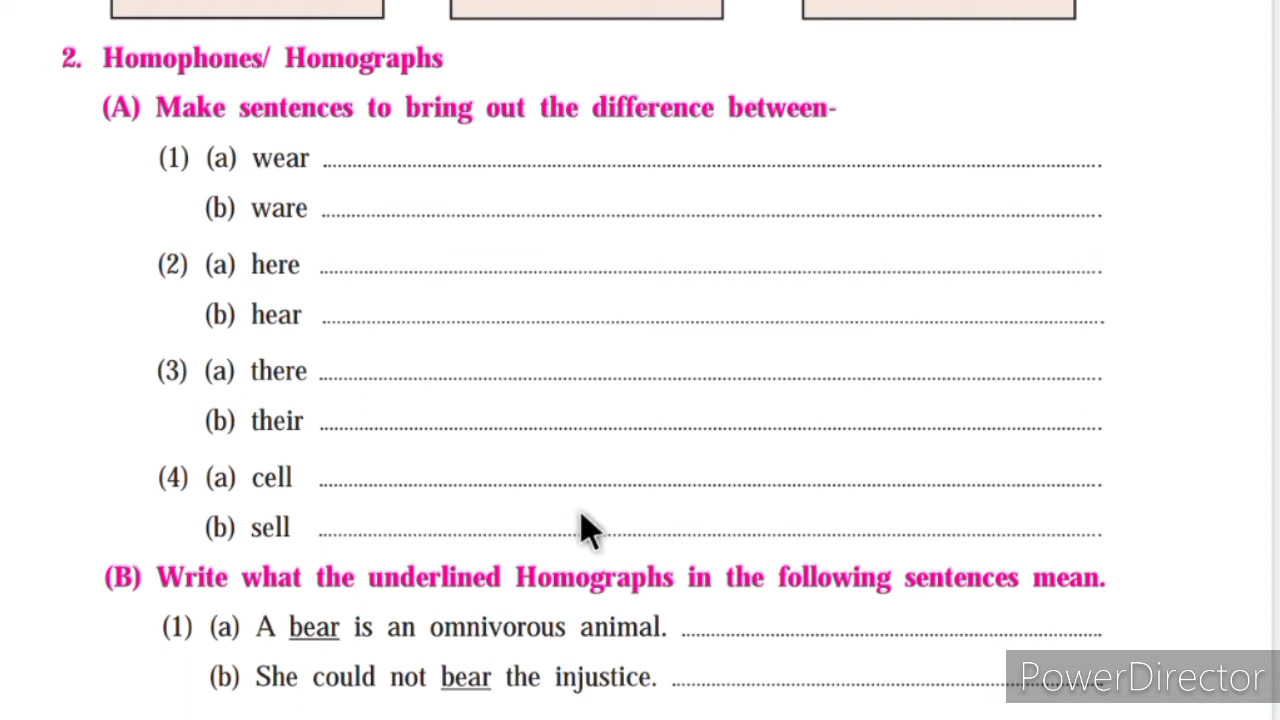 2. Homophones/ Homographs
(A) Make sentences to bring out the difference between-
(1) (a) wear ..........
(b) ware ..........
(2) (a) here ..........
(b) hear ..........
(3) (a) there ..........
(b) their ..........
(4) (a) cell ..........
(b) sell ..........
(B) Write what the underlined Homographs in the following sentences mean.
(1) (a) A bear is an omnivorous animal. ..........
(b) She could not bear the injustice. ..........
PowerDirector